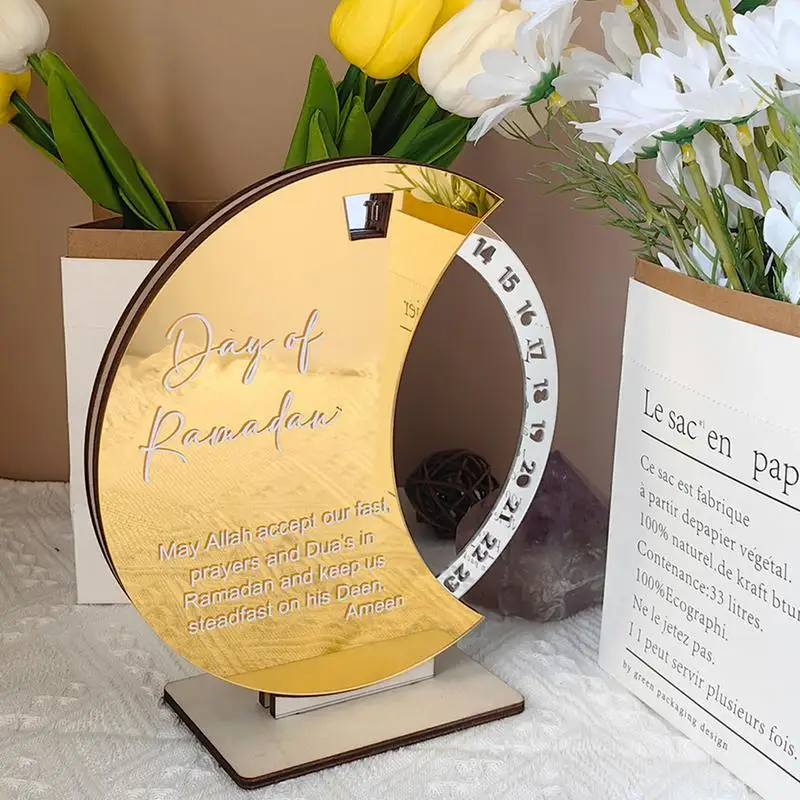 11
Day of
Ramadan
May Allah accept our fast,
prayers and Dua's in
Ramadan and keep us
steadfast on his Deen.
Ameen
14
15
16
17
18
19
20
21
22
23
Le sac en pap
Ce sac est fabrique
à partir depapier végétal.
100% naturel.de kraft btur
Contenance:33 litres.
100%Ecographi.
Ne le jetez pas.
I l peut servir plusieurs fois
by green packaging design